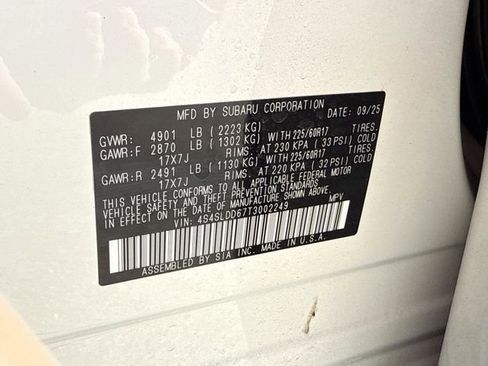 MFD BY SUBARU CORPORATION DATE: 09/25
GVWR: 4901 LB (2223 KG) TIRES.
GAWR:F 2870 LB (1302 KG) WITH 225/60R17
17X7J RIMS. AT 230 KPA (33 PSI) COLD
GAWR:R 2491 LB (1130 KG) WITH 225/60R17 TIRES.
17X7J RIMS. AT 220 KPA (32 PSI) COLD
THIS VEHICLE CONFORMS TO ALL APPLICABLE FEDERAL MOTOR
VEHICLE SAFETY, BUMPER, AND THEFT PREVENTION STANDARDS
IN EFFECT ON THE DATE OF MANUFACTURE SHOWN ABOVE.
VIN: 4S4SLDD67T3002249 MPV
ASSEMBLED BY SIA INC. MADE IN U.S.A.